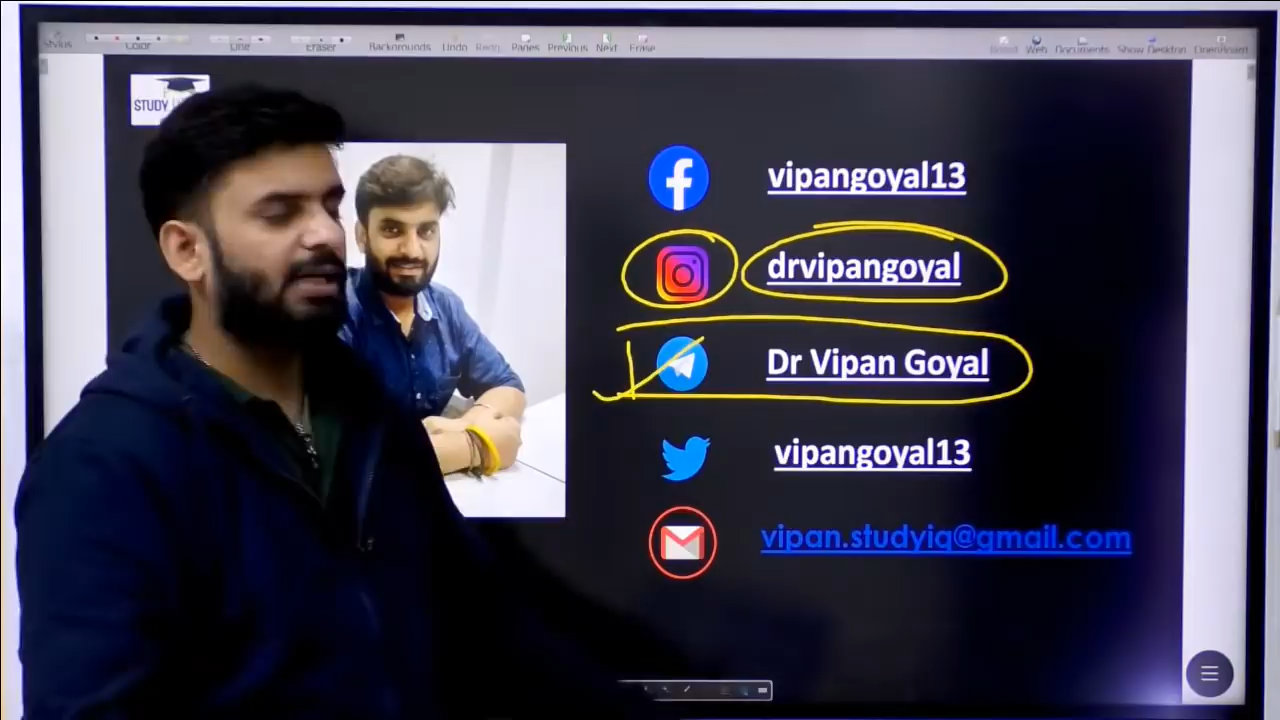 Stylus
Color
Line
Eraser
Backgrounds
Undo
Redo
Pages
Previous
Next
Erase
Board
Web
Documents
Show Desktop
OpenBoard
STUDY
vipangoyal13
drvipangoyal
Dr Vipan Goyal
vipangoyal13
vipan.studyiq@gmail.com